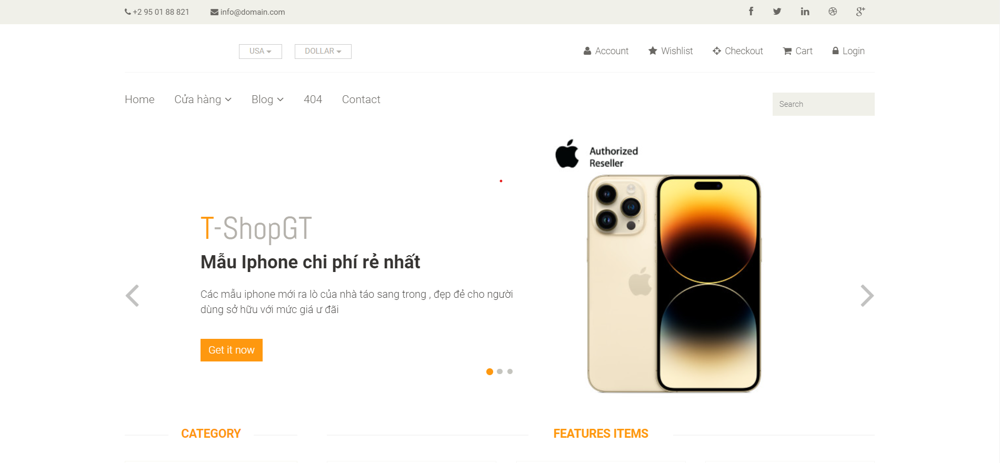 +2 95 01 88 821 info@domain.com
USA DOLLAR Account Wishlist Checkout Cart Login
Home Cửa hàng Blog 404 Contact
Search
Authorized
Reseller
T-ShopGT
Mẫu Iphone chi phí rẻ nhất
Các mẫu iphone mới ra lò của nhà táo sang trong , đẹp đẻ cho người
dùng sở hữu với mức giá ư đãi
Get it now
CATEGORY FEATURES ITEMS